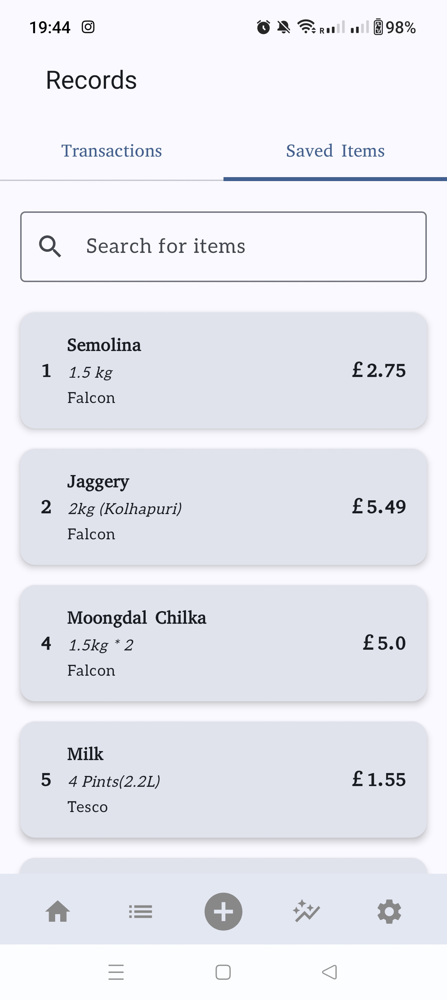 19:44 R 98%
Records
Transactions Saved Items
Search for items
Semolina
1 1.5 kg £ 2.75
Falcon
Jaggery
2 2kg (Kolhapuri) £ 5.49
Falcon
Moongdal Chilka
4 1.5kg * 2 £ 5.0
Falcon
Milk
5 4 Pints(2.2L) £ 1.55
Tesco